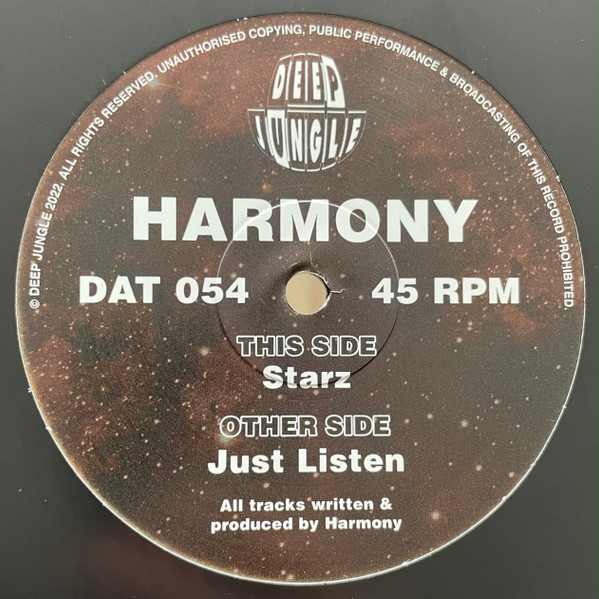 © DEEP JUNGLE 2022. ALL RIGHTS RESERVED. UNAUTHORISED COPYING, PUBLIC PERFORMANCE & BROADCASTING OF THIS RECORD PROHIBITED.
DEEP
JUNGLE
HARMONY
DAT 054 45 RPM
THIS SIDE
Starz
OTHER SIDE
Just Listen
All tracks written &
produced by Harmony